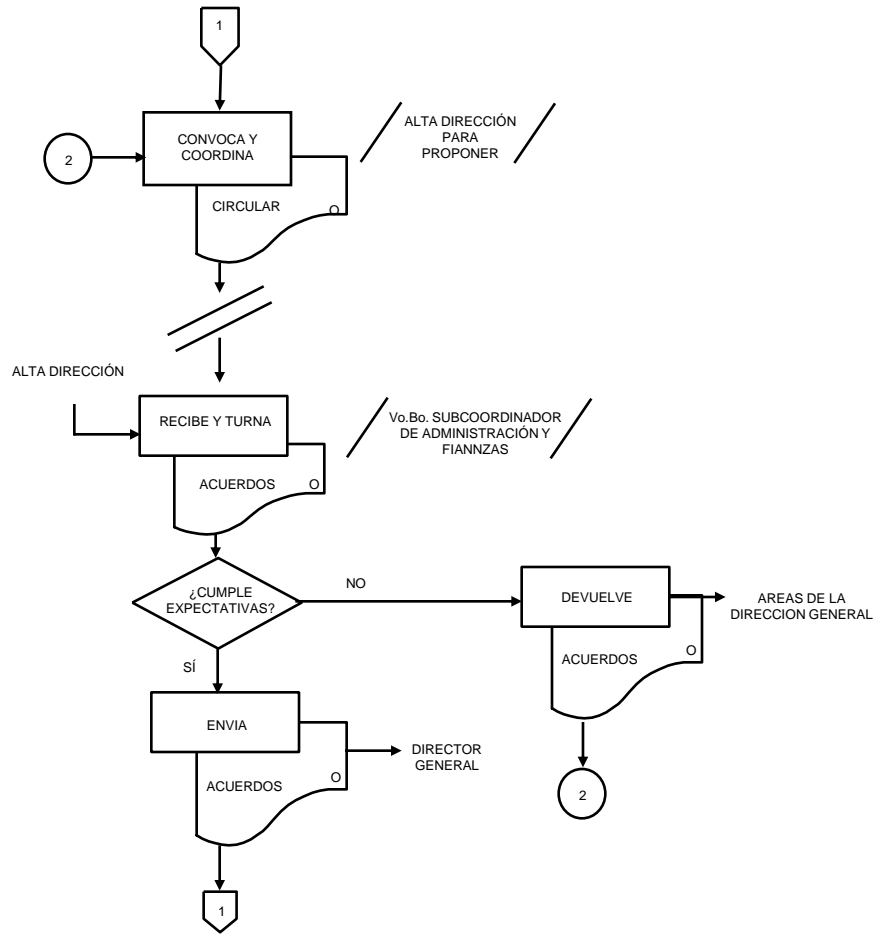 1
2
CONVOCA Y
COORDINA
ALTA DIRECCIÓN
PARA
PROPONER
CIRCULAR
O
ALTA DIRECCIÓN
RECIBE Y TURNA
Vo.Bo. SUBCOORDINADOR
DE ADMINISTRACIÓN Y
FIANNZAS
ACUERDOS
O
¿CUMPLE
EXPECTATIVAS?
NO
DEVUELVE
AREAS DE LA
DIRECCION GENERAL
ACUERDOS
O
SÍ
ENVIA
DIRECTOR
GENERAL
ACUERDOS
O
2
1